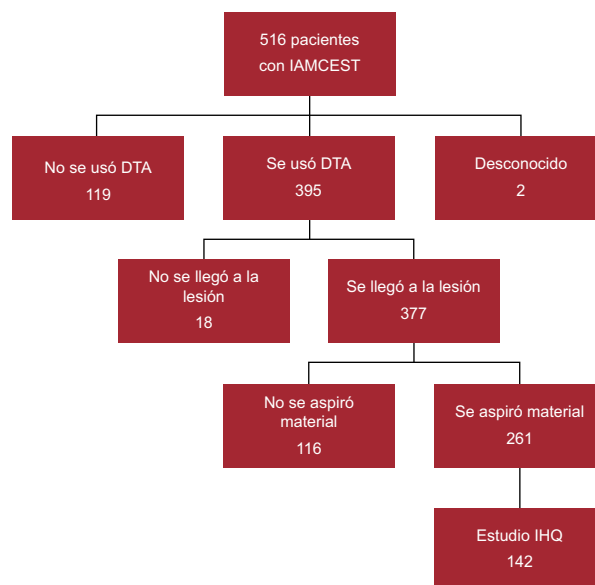 516 pacientes
con IAMCEST
No se usó DTA
119
Se usó DTA
395
Desconocido
2
No se llegó a la
lesión
18
Se llegó a la lesión
377
No se aspiró
material
116
Se aspiró material
261
Estudio IHQ
142